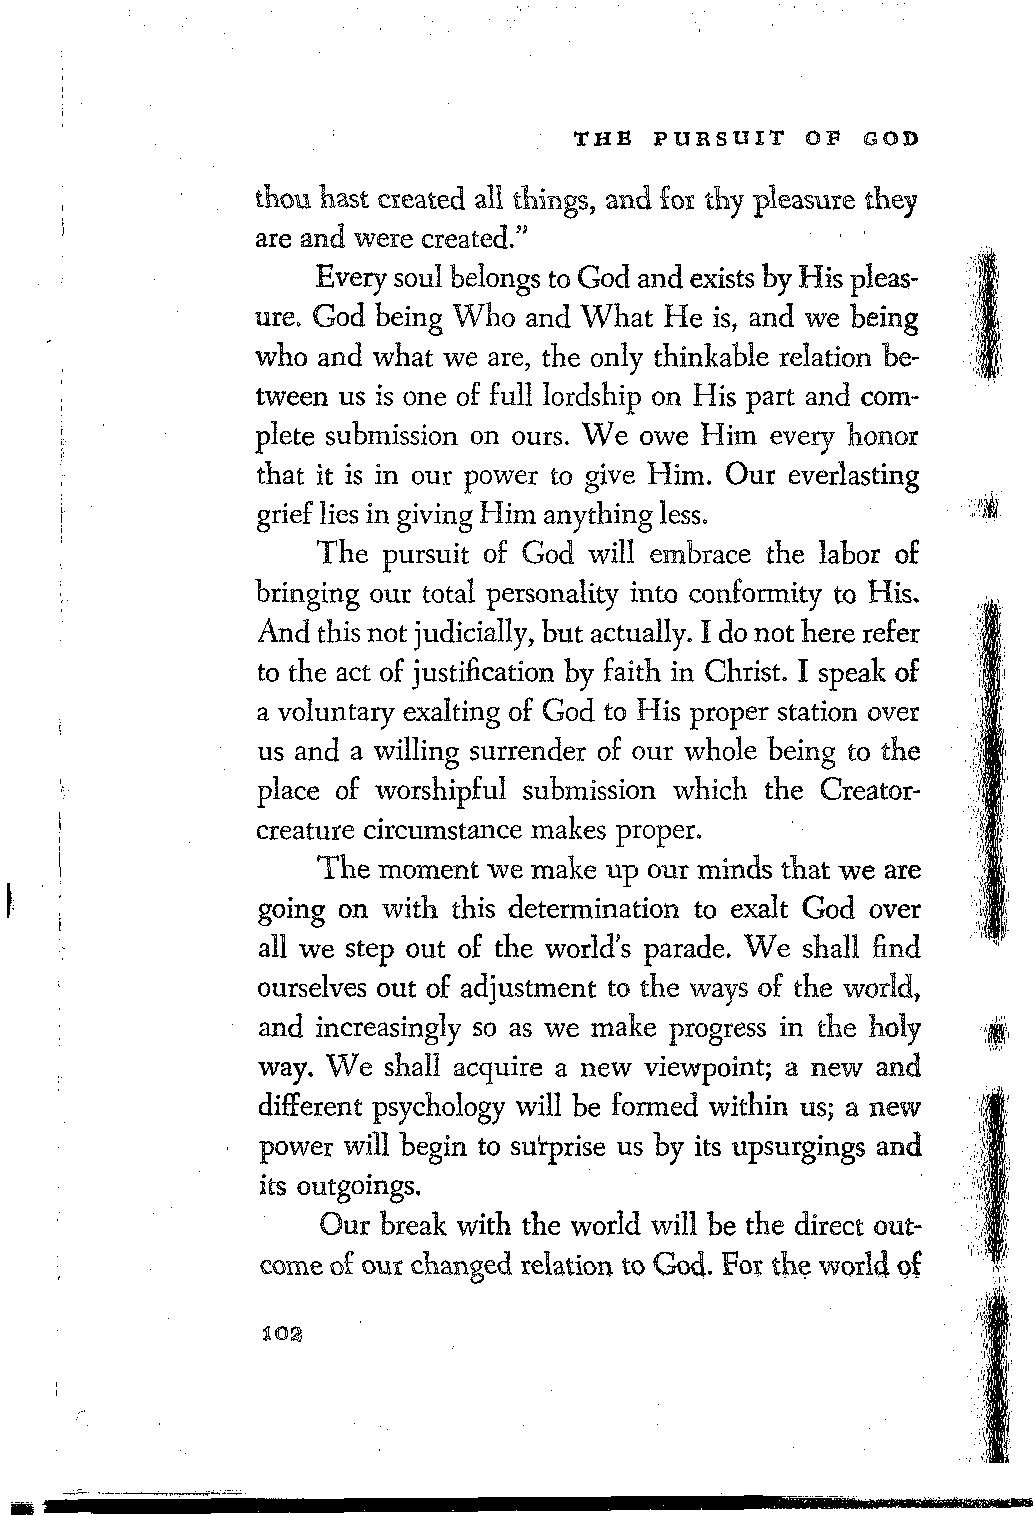 THE PURSUIT OF GOD
thou hast created all things, and for thy pleasure they
are and were created."
Every soul belongs to God and exists by His pleas-
ure. God being Who and What He is, and we being
who and what we are, the only thinkable relation be-
tween us is one of full lordship on His part and com-
plete submission on ours. We owe Him every honor
that it is in our power to give Him. Our everlasting
grief lies in giving Him anything less.
The pursuit of God will embrace the labor of
bringing our total personality into conformity to His.
And this not judicially, but actually. I do not here refer
to the act of justification by faith in Christ. I speak of
a voluntary exalting of God to His proper station over
us and a willing surrender of our whole being to the
place of worshipful submission which the Creator-
creature circumstance makes proper.
The moment we make up our minds that we are
going on with this determination to exalt God over
all we step out of the world's parade. We shall find
ourselves out of adjustment to the ways of the world,
and increasingly so as we make progress in the holy
way. We shall acquire a new viewpoint; a new and
different psychology will be formed within us; a new
power will begin to surprise us by its upsurgings and
its outgoings.
Our break with the world will be the direct out-
come of our changed relation to God. For the world of
102